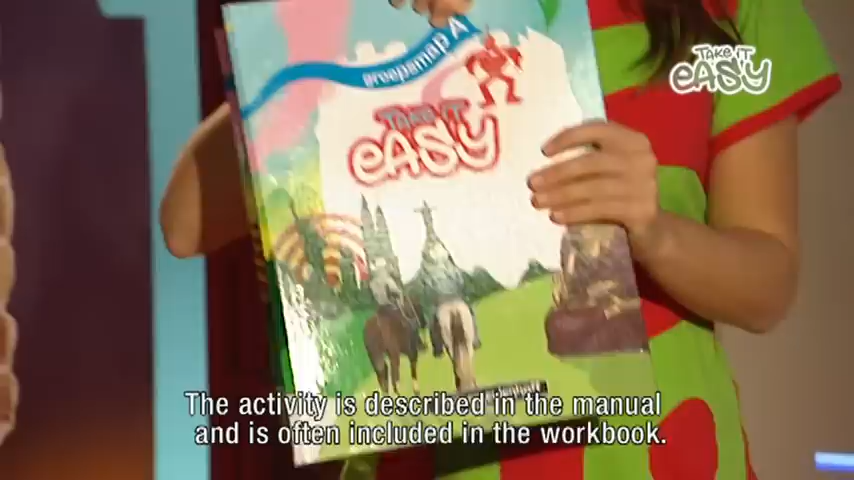 groepsmap A
TAKE IT
eASY
TAKE IT
eASY
The activity is described in the manual
and is often included in the workbook.